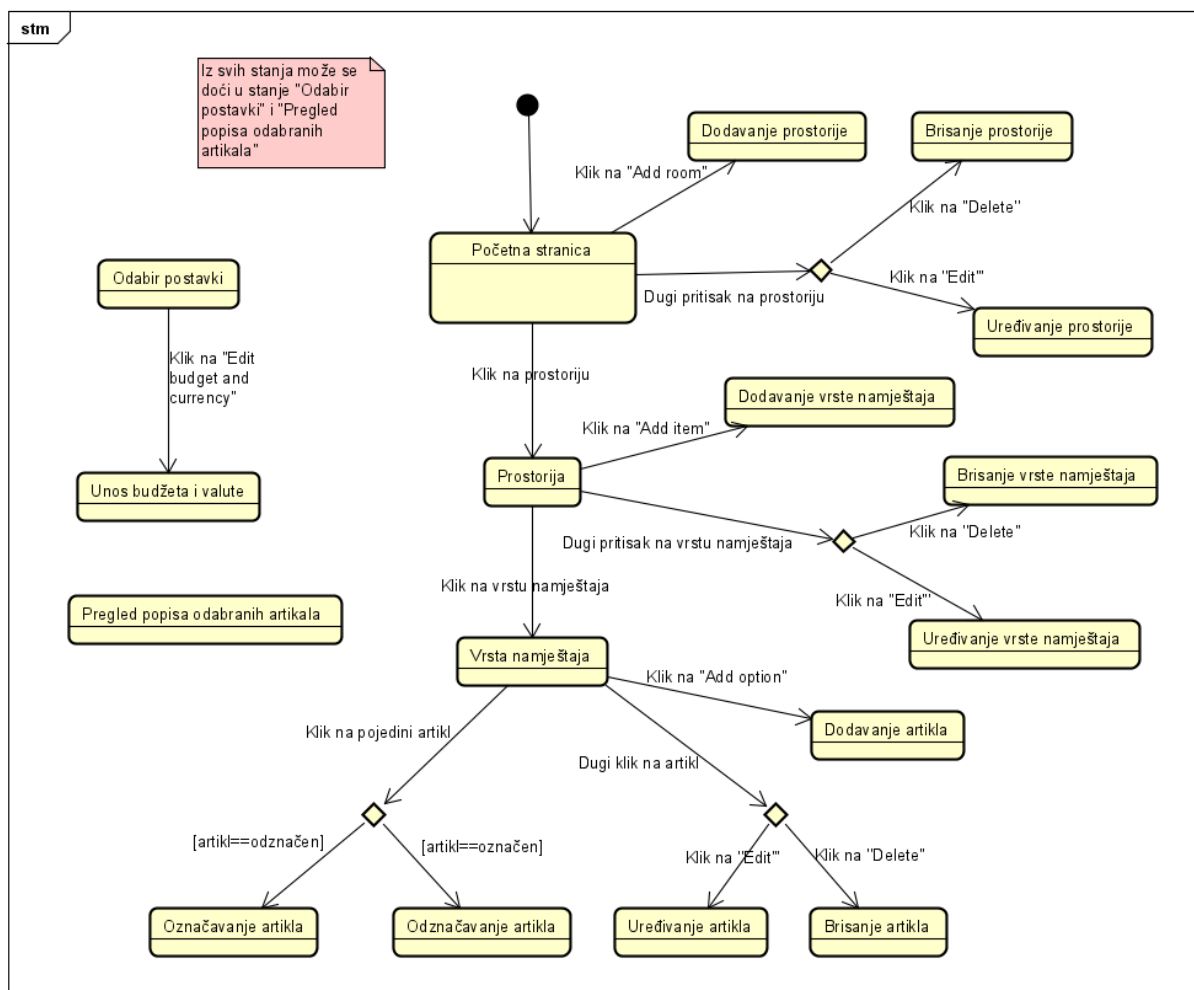 stm
Iz svih stanja može se
doći u stanje "Odabir
postavki" i "Pregled
popisa odabranih
artikala"
Dodavanje prostorije
Brisanje prostorije
Klik na "Add room"
Klik na "Delete"
Početna stranica
Odabir postavki
Klik na "Edit"'
Dugi pritisak na prostoriju
Uređivanje prostorije
Klik na "Edit
budget and
currency"
Klik na prostoriju
Dodavanje vrste namještaja
Klik na "Add item"
Prostorija
Brisanje vrste namještaja
Unos budžeta i valute
Klik na "Delete"
Dugi pritisak na vrstu namještaja
Klik na vrstu namještaja
Klik na "Edit"'
Pregled popisa odabranih artikala
Uređivanje vrste namještaja
Vrsta namještaja
Klik na "Add option"
Klik na pojedini artikl
Dodavanje artikla
Dugi klik na artikl
[artikl==odznačen]
[artikl==označen]
Klik na "Edit"'
Klik na "Delete"
Označavanje artikla
Odznačavanje artikla
Uređivanje artikla
Brisanje artikla